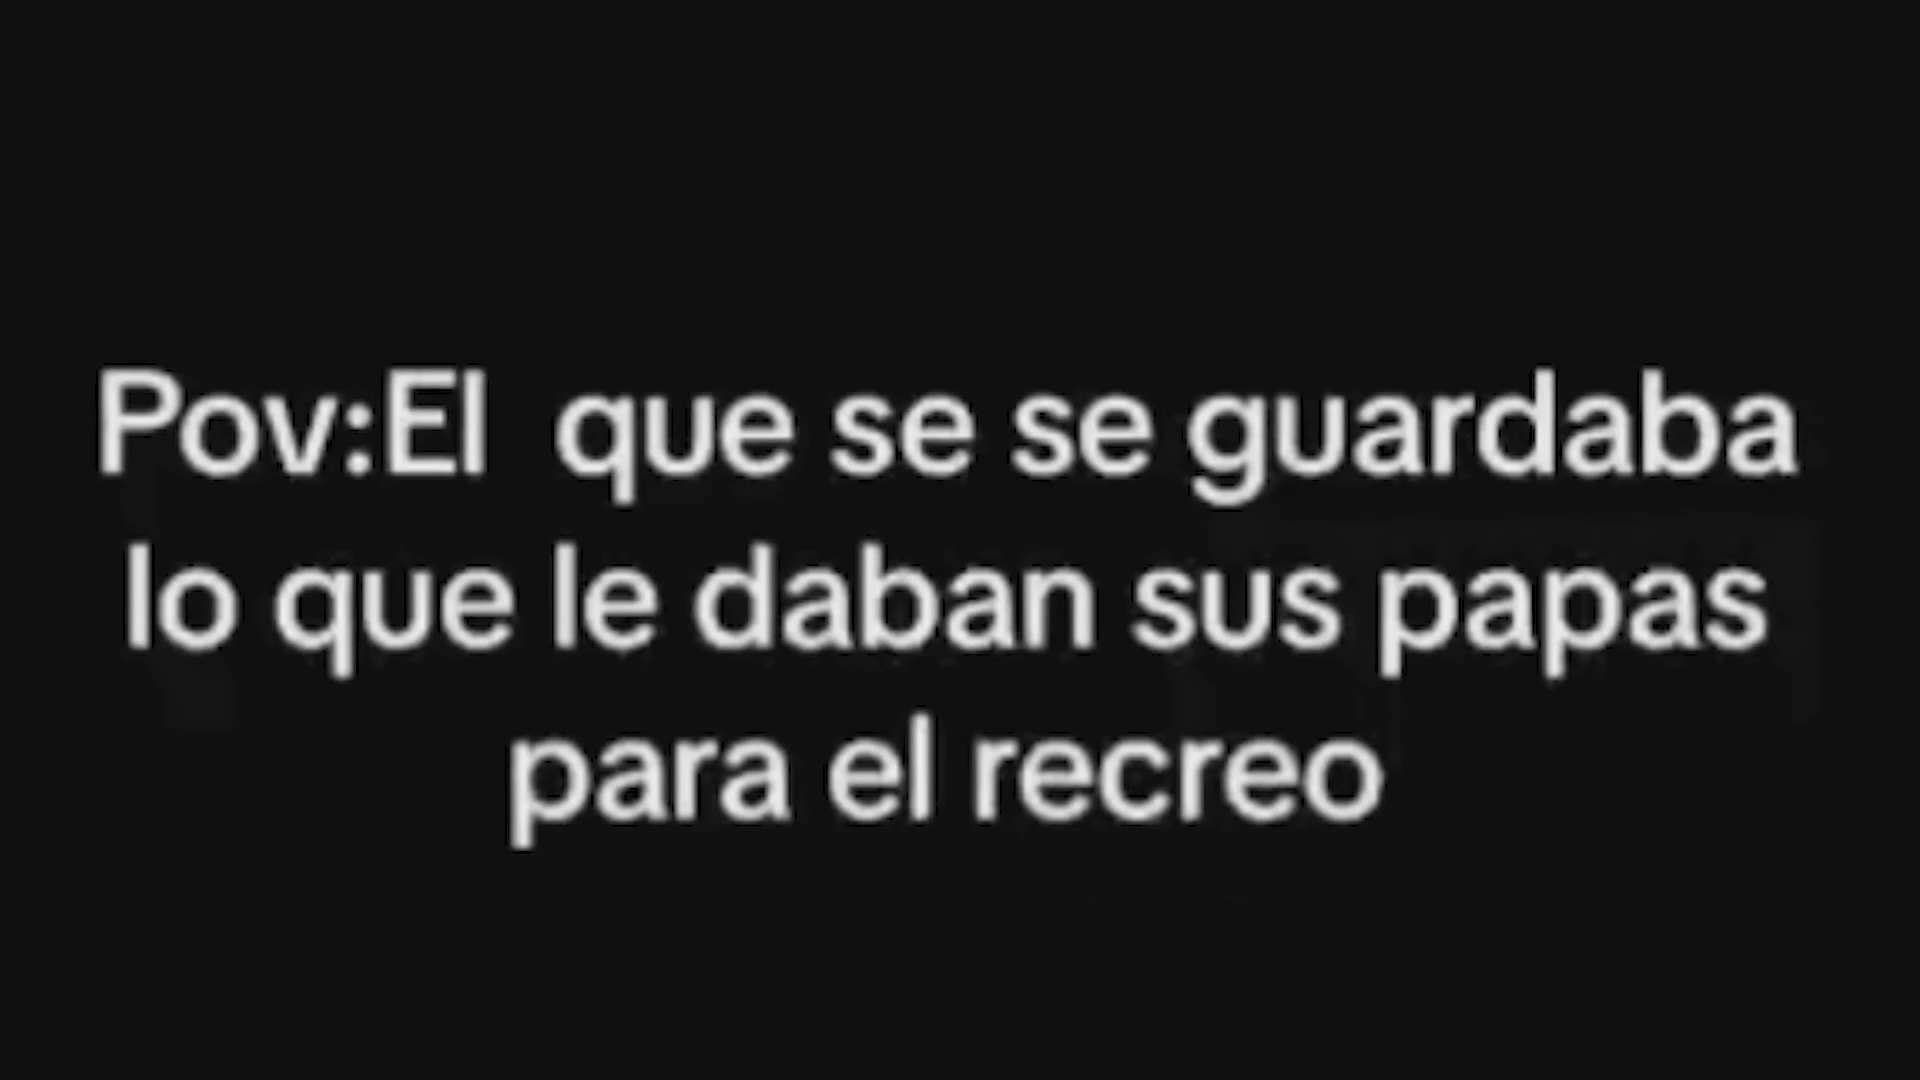 Pov:El  que se se guardaba
lo que le daban sus papas
para el recreo